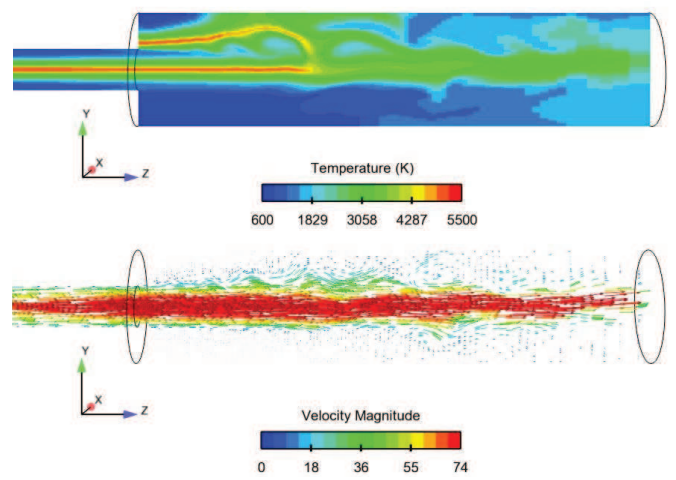 Y
X
Z
Temperature (K)
600 1829 3058 4287 5500
Y
X
Z
Velocity Magnitude
0 18 36 55 74